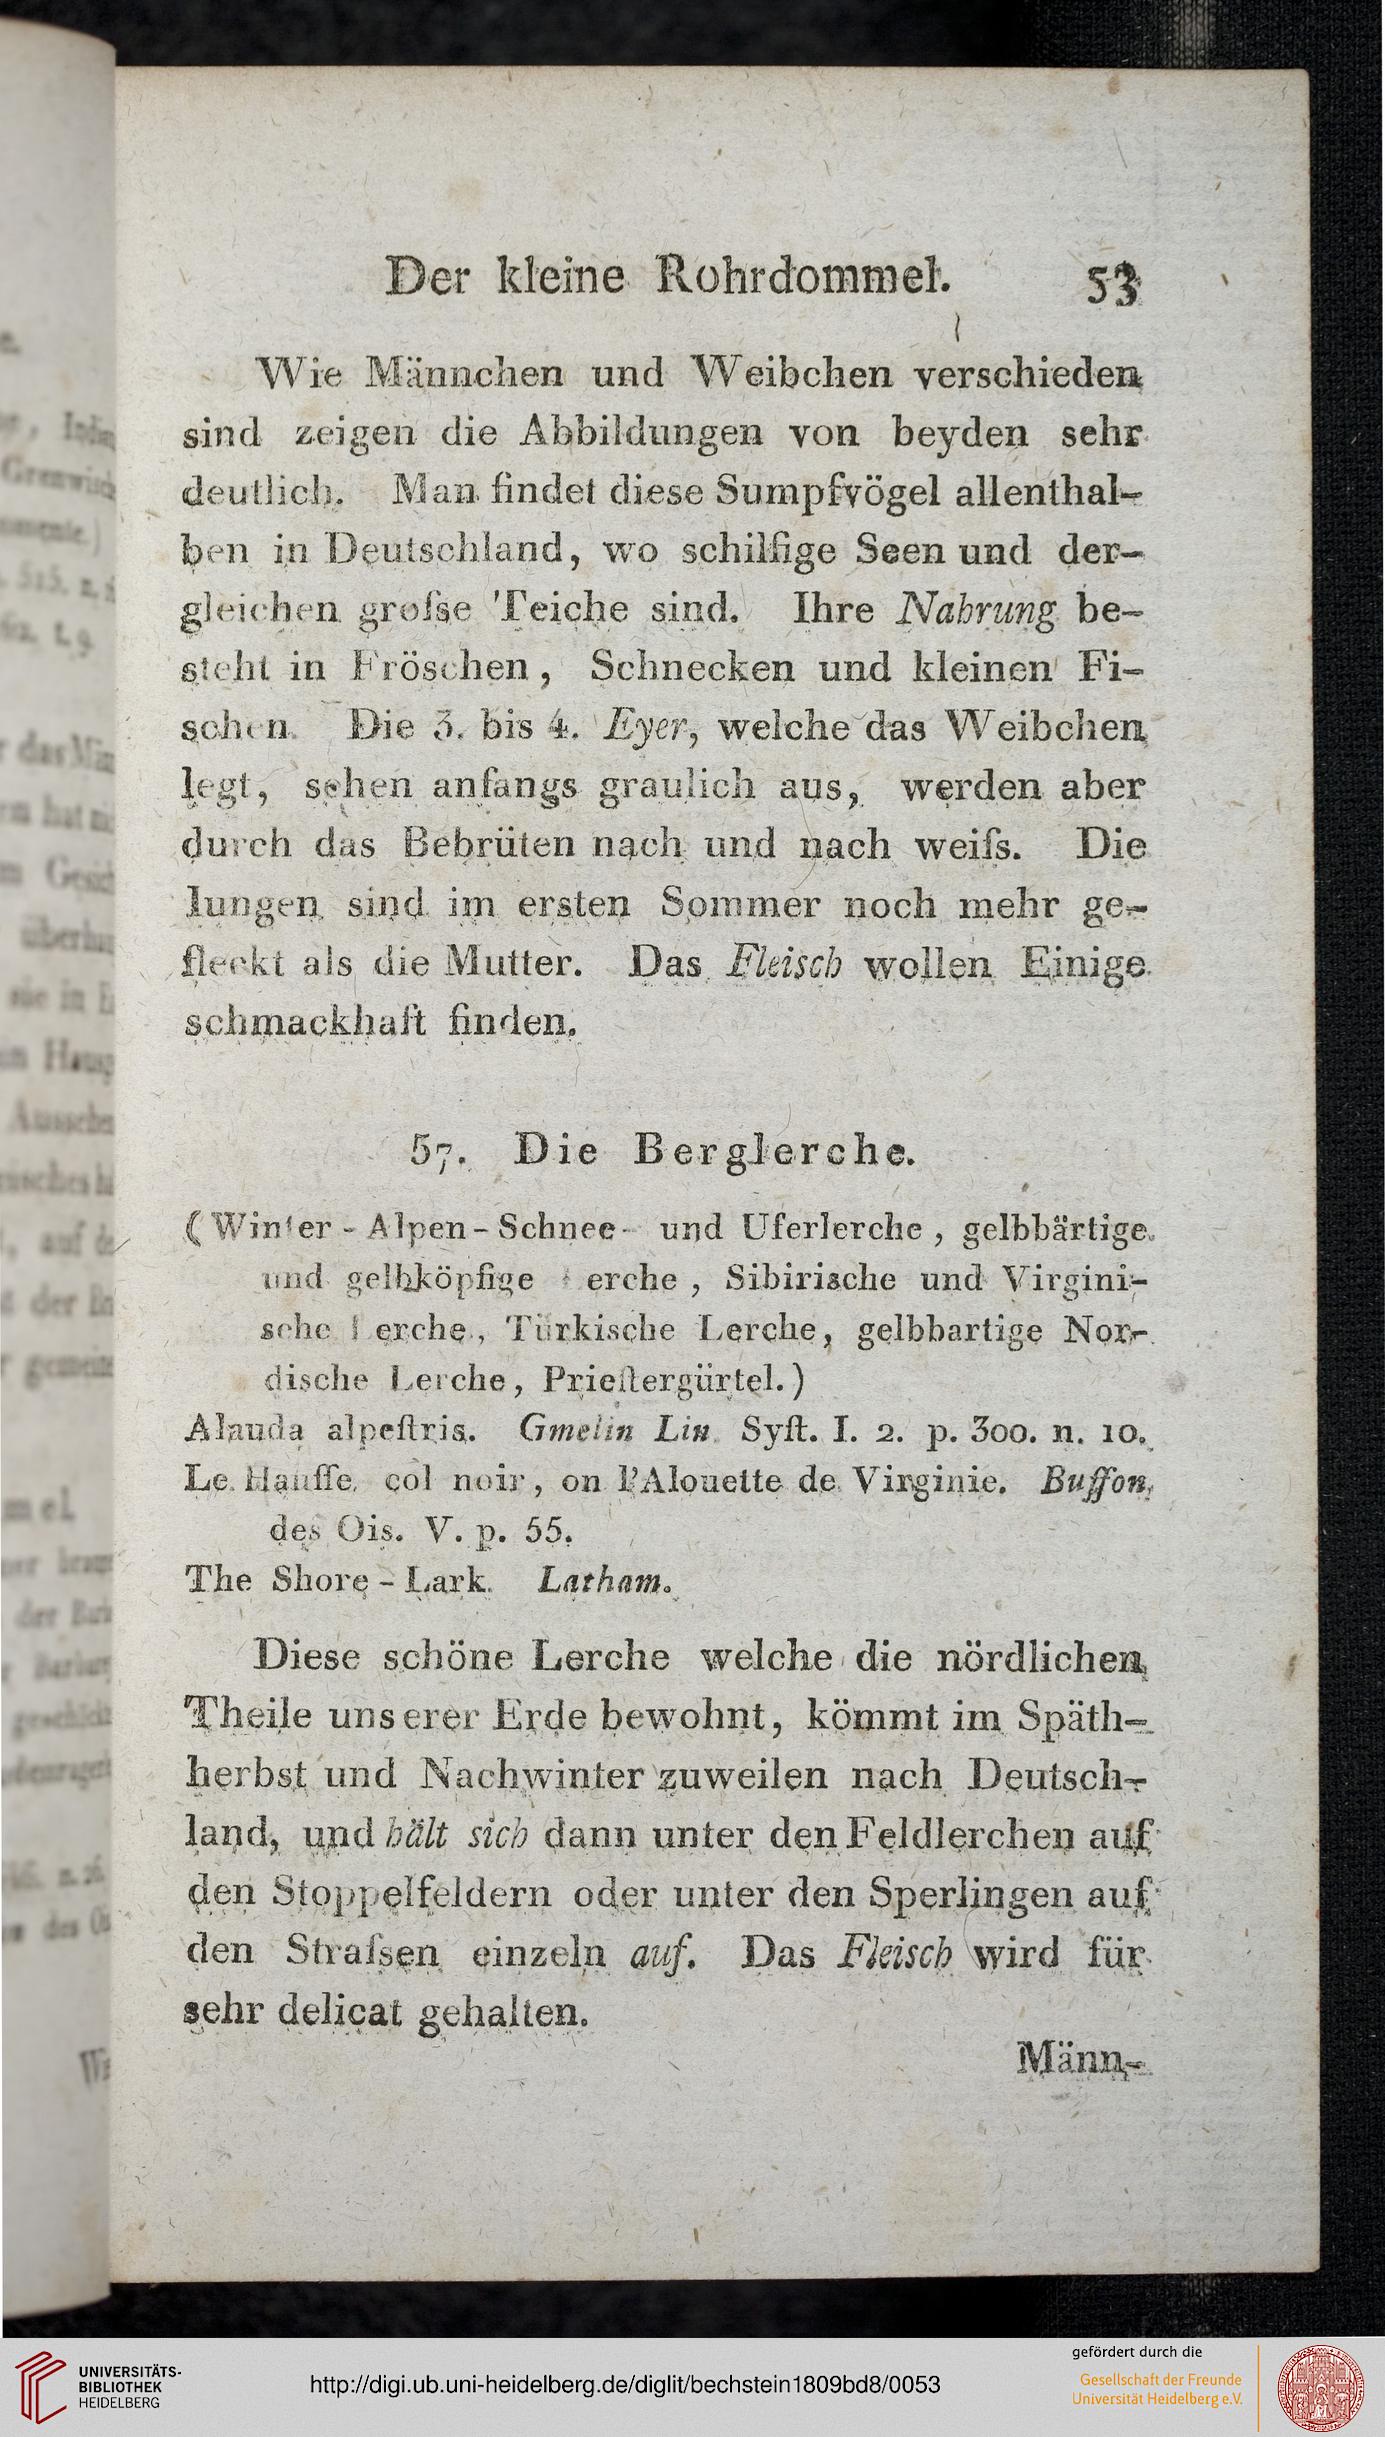 Der kleine Rohrdommel. 53
Wie Männchen und Weibchen verschieden
sind zeigen die Abbildungen von beyden sehr
deutlich. Man findet diese Sumpfvögel allenthal-
ben in Deutschland, wo schilfige Seen und der-
gleichen groſse Teiche sind. Ihre Nahrung be-
steht in Fröschen, Schnecken und kleinen Fi-
schen. Die 3. bis 4. Eyer, welche das Weibchen
legt, sehen anfangs graulich aus, werden aber
durch das Bebrüten nach und nach weiſs. Die
Iungen sind im ersten Sommer noch mehr ge-
fleckt als die Mutter. Das Fleisch wollen Einige
schmackhaft finden.
57. Die Berglerche.
(Winter-Alpen-Schnee- und Uferlerche, gelbbärtige
und gelbköpfige Lerche, Sibirische und Virgini-
sche Lerche, Türkische Lerche, gelbbartige Nor-
dische Lerche, Prieſtergürtel.)
Alauda alpeſtris. Gmelin Lin Syſt. I. 2. p. 300. n. 10.
Le Hauſſe col noir, on l'Alouette de Virginie. Buffon,
des Ois. V. p. 55.
The Shore-Lark. Latham.
Diese schöne Lerche welche die nördlichen
Theile unserer Erde bewohnt, kömmt im Späth-
herbst und Nachwinter zuweilen nach Deutsch-
land, und hält sich dann unter den Feldlerchen auf
den Stoppelfeldern oder unter den Sperlingen auf
den Straſsen einzeln auf. Das Fleisch wird für
sehr delicat gehalten.
Männ-
UNIVERSITÄTS-
BIBLIOTHEK
HEIDELBERG
http://digi.ub.uni-heidelberg.de/diglit/bechstein1809bd8/0053
gefördert durch die
Gesellschaft der Freunde
Universität Heidelberg e.V.